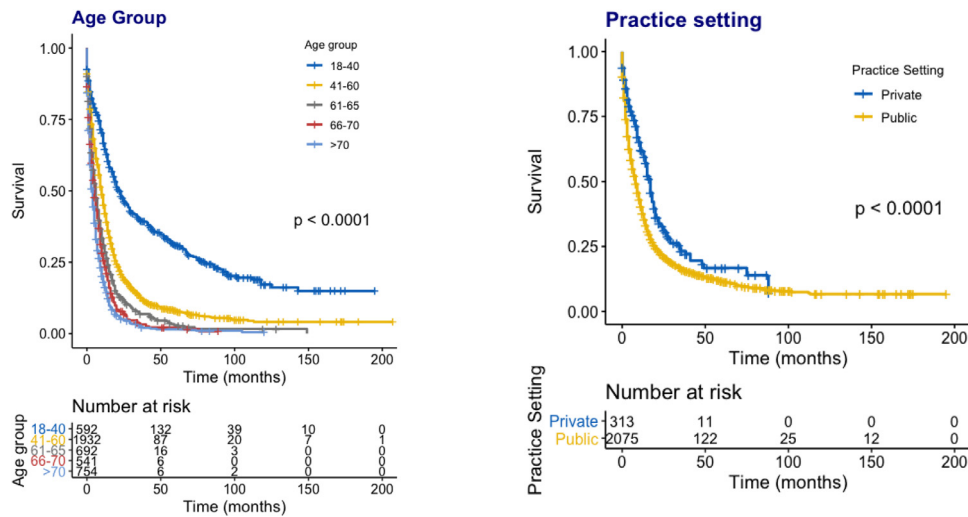 Age Group
1.00
0.75
0.50
0.25
0.00
Survival
Age group
18-40
41-60
61-65
66-70
>70
p < 0.0001
0 50 100 150 200
Time (months)
Number at risk
Age group
18-40 592 132 39 10 0
41-60 1932 87 20 7 1
61-65 692 16 3 0 0
66-70 541 6 0 0 0
>70 754 6 2 0 0
0 50 100 150 200
Time (months)
Practice setting
1.00
0.75
0.50
0.25
0.00
Survival
Practice Setting
Private
Public
p < 0.0001
0 50 100 150 200
Time (months)
Number at risk
Practice Setting
Private 313 11 0 0 0
Public 2075 122 25 12 0
0 50 100 150 200
Time (months)